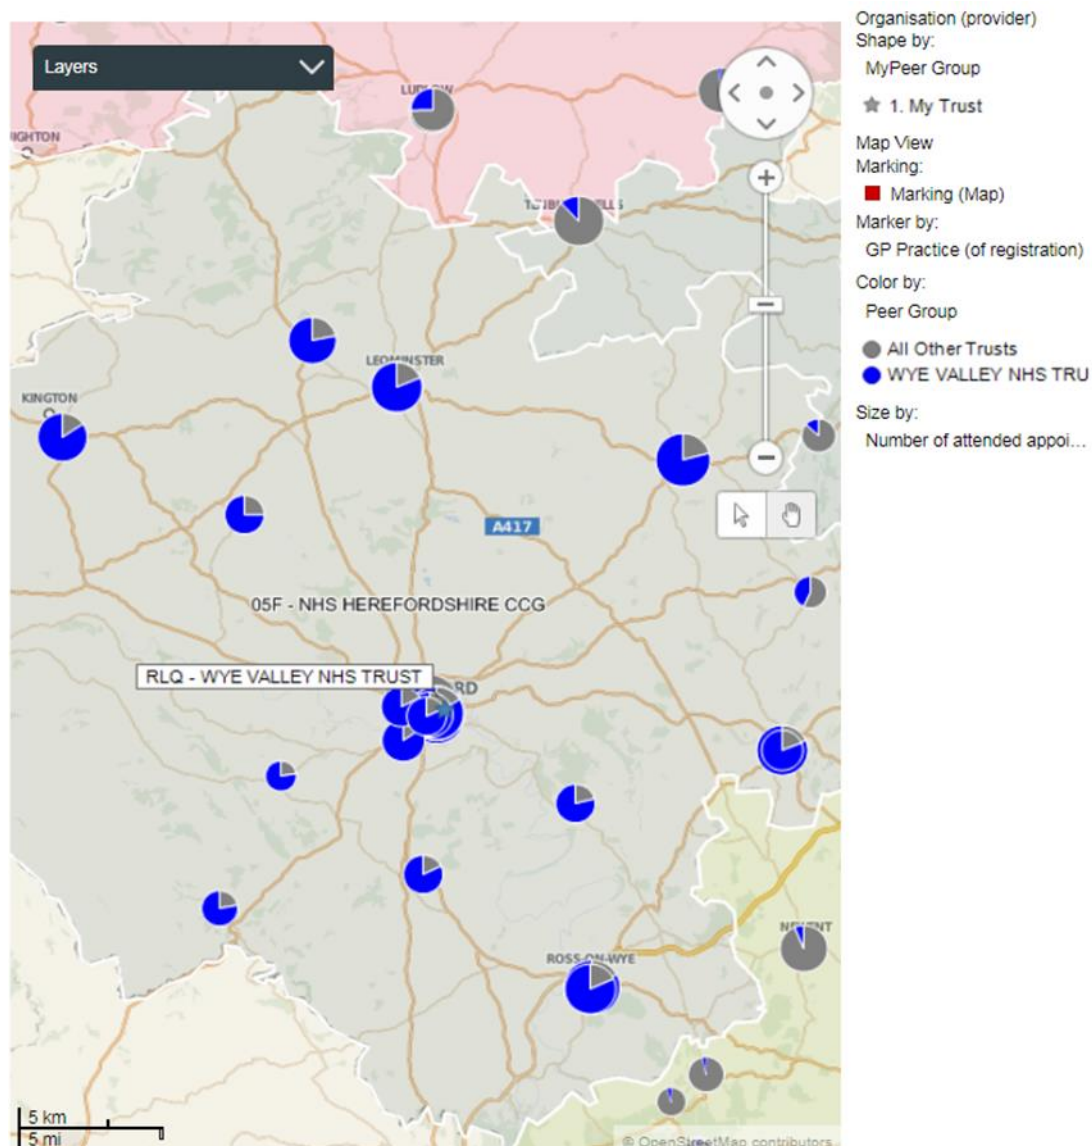 Layers
LUDLOW
IGHTON
KINGTON
LEOMINSTER
A417
05F - NHS HEREFORDSHIRE CCG
RLQ - WYE VALLEY NHS TRUST
RD
ROSS-ON-WYE
5 km
5 mi
© OpenStreetMap contributors
Organisation (provider)
Shape by:
MyPeer Group
1. My Trust
Map View
Marking:
Marking (Map)
Marker by:
GP Practice (of registration)
Color by:
Peer Group
All Other Trusts
WYE VALLEY NHS TRU
Size by:
Number of attended appoi...